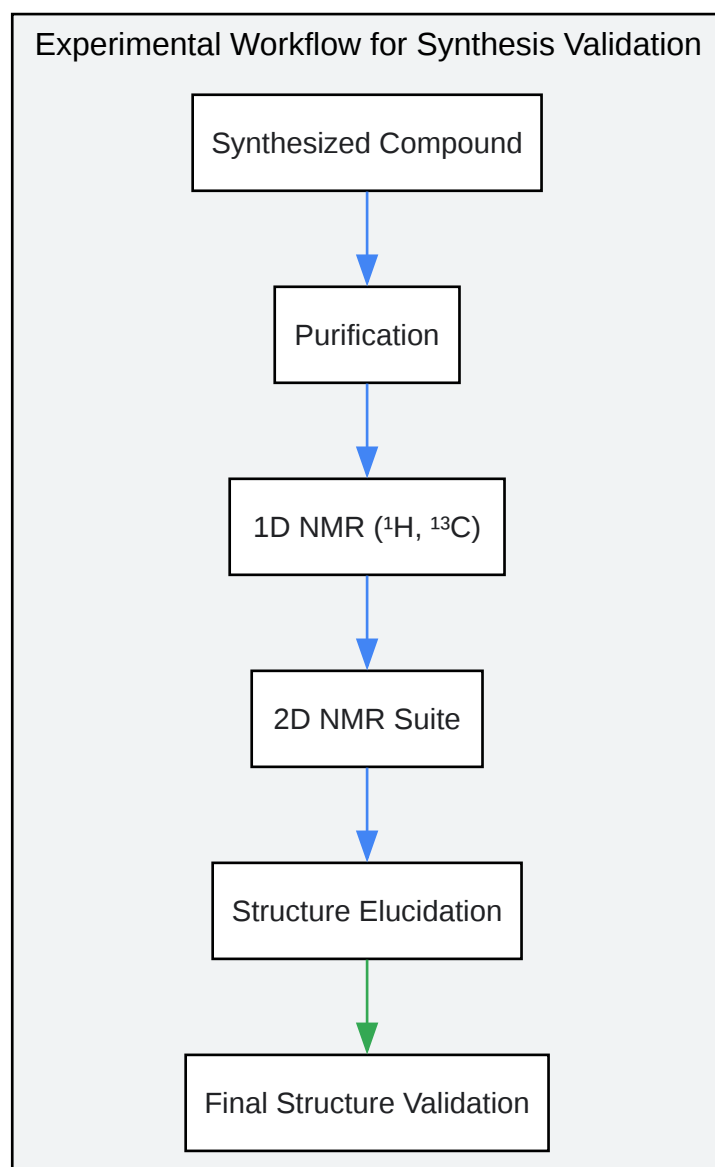 Experimental Workflow for Synthesis Validation
Synthesized Compound
Purification
1D NMR (¹H, ¹³C)
2D NMR Suite
Structure Elucidation
Final Structure Validation